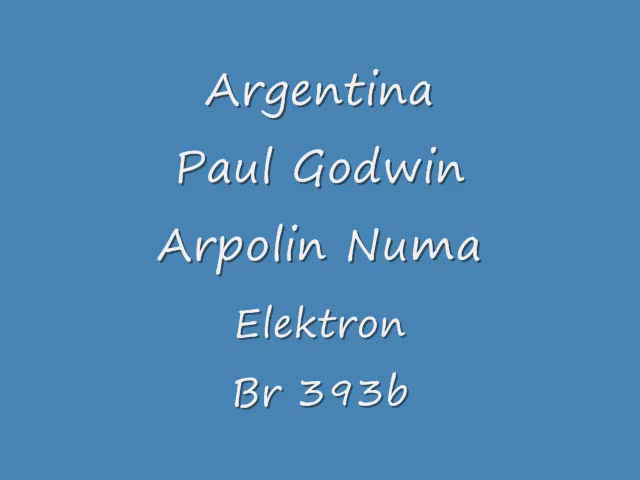 Argentina
Paul Godwin
Arpolin Numa
Elektron
Br 393b